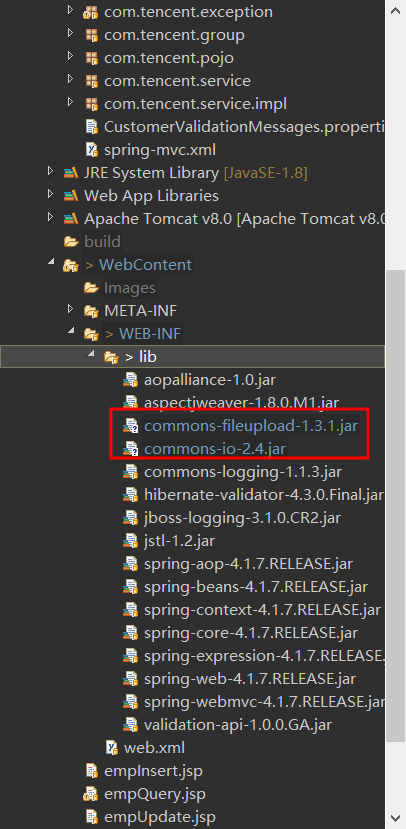 com.tencent.exception
com.tencent.group
com.tencent.pojo
com.tencent.service
com.tencent.service.impl
CustomerValidationMessages.properti
spring-mvc.xml
JRE System Library [JavaSE-1.8]
Web App Libraries
Apache Tomcat v8.0 [Apache Tomcat v8.0
build
> WebContent
Images
META-INF
> WEB-INF
> lib
aopalliance-1.0.jar
aspectjweaver-1.8.0.M1.jar
commons-fileupload-1.3.1.jar
commons-io-2.4.jar
commons-logging-1.1.3.jar
hibernate-validator-4.3.0.Final.jar
jboss-logging-3.1.0.CR2.jar
jstl-1.2.jar
spring-aop-4.1.7.RELEASE.jar
spring-beans-4.1.7.RELEASE.jar
spring-context-4.1.7.RELEASE.jar
spring-core-4.1.7.RELEASE.jar
spring-expression-4.1.7.RELEASE.
spring-web-4.1.7.RELEASE.jar
spring-webmvc-4.1.7.RELEASE.jar
validation-api-1.0.0.GA.jar
web.xml
empInsert.jsp
empQuery.jsp
empUpdate.jsp